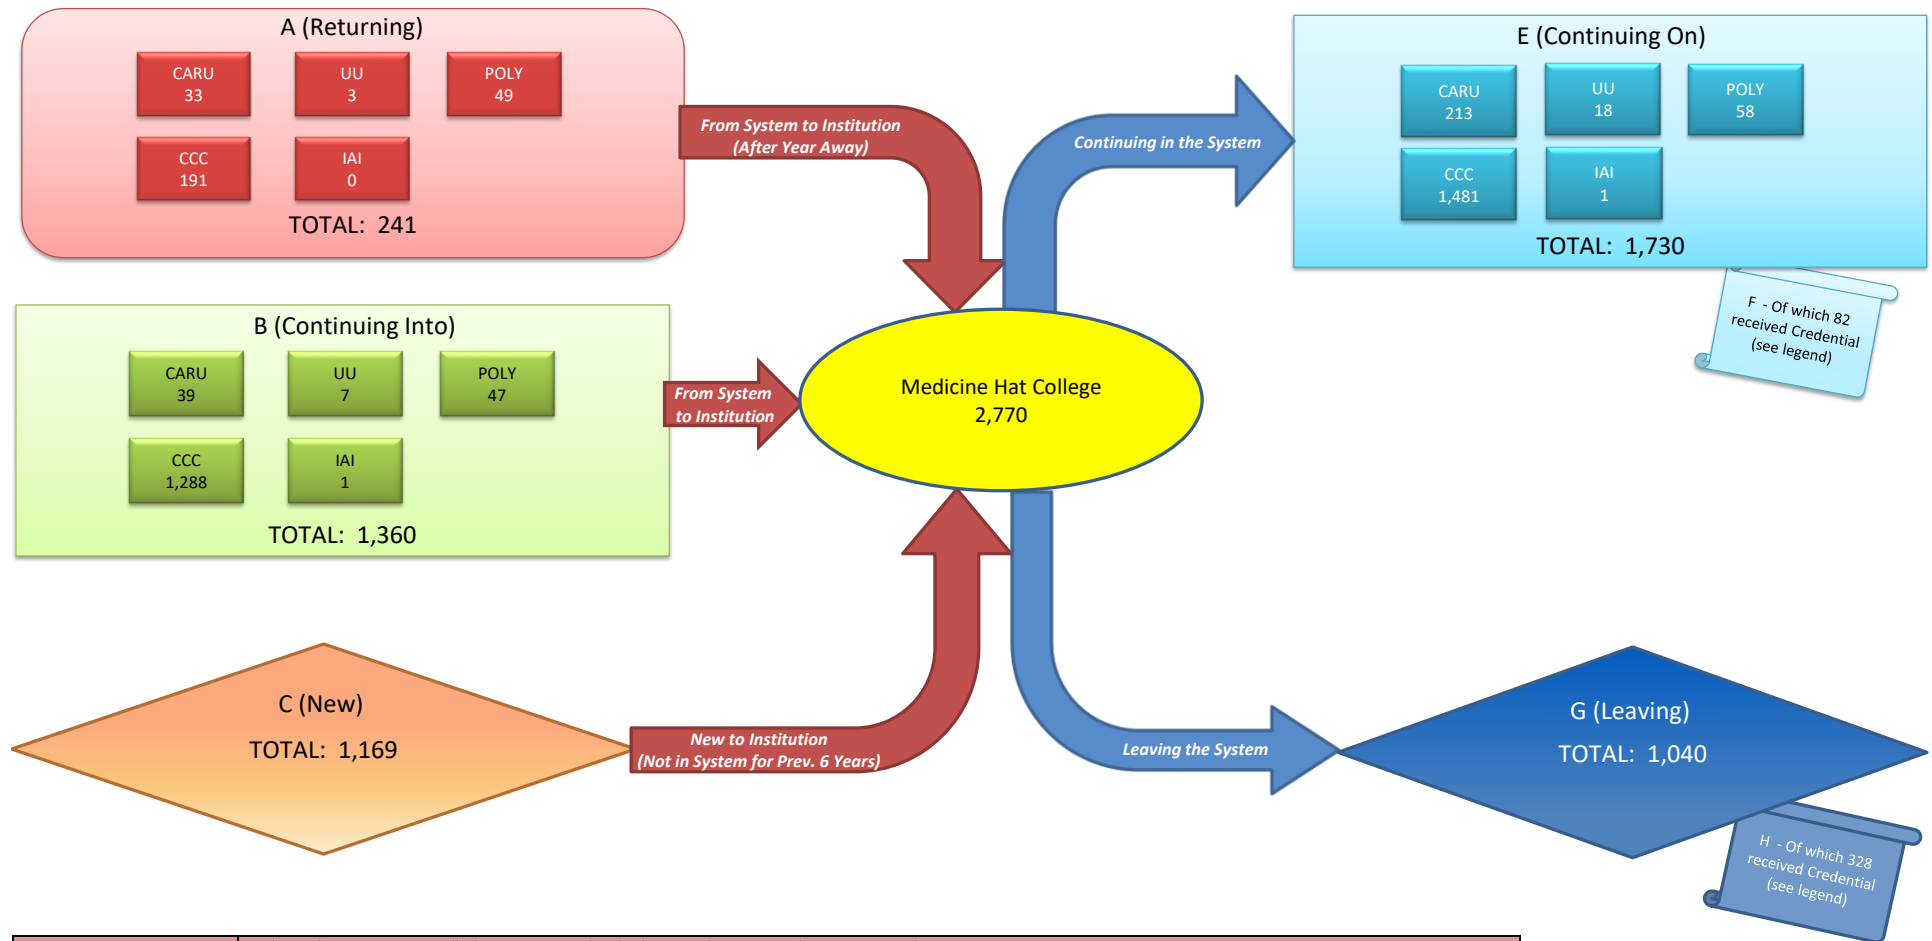 A (Returning)
CARU
33
UU
3
POLY
49
CCC
191
IAI
0
TOTAL: 241
From System to Institution
(After Year Away)
B (Continuing Into)
CARU
39
UU
7
POLY
47
CCC
1,288
IAI
1
TOTAL: 1,360
From System
to Institution
C (New)
TOTAL: 1,169
New to Institution
(Not in System for Prev. 6 Years)
Medicine Hat College
2,770
Continuing in the System
E (Continuing On)
CARU
213
UU
18
POLY
58
CCC
1,481
IAI
1
TOTAL: 1,730
F - Of which 82
received Credential
(see legend)
Leaving the System
G (Leaving)
TOTAL: 1,040
H - Of which 328
received Credential
(see legend)